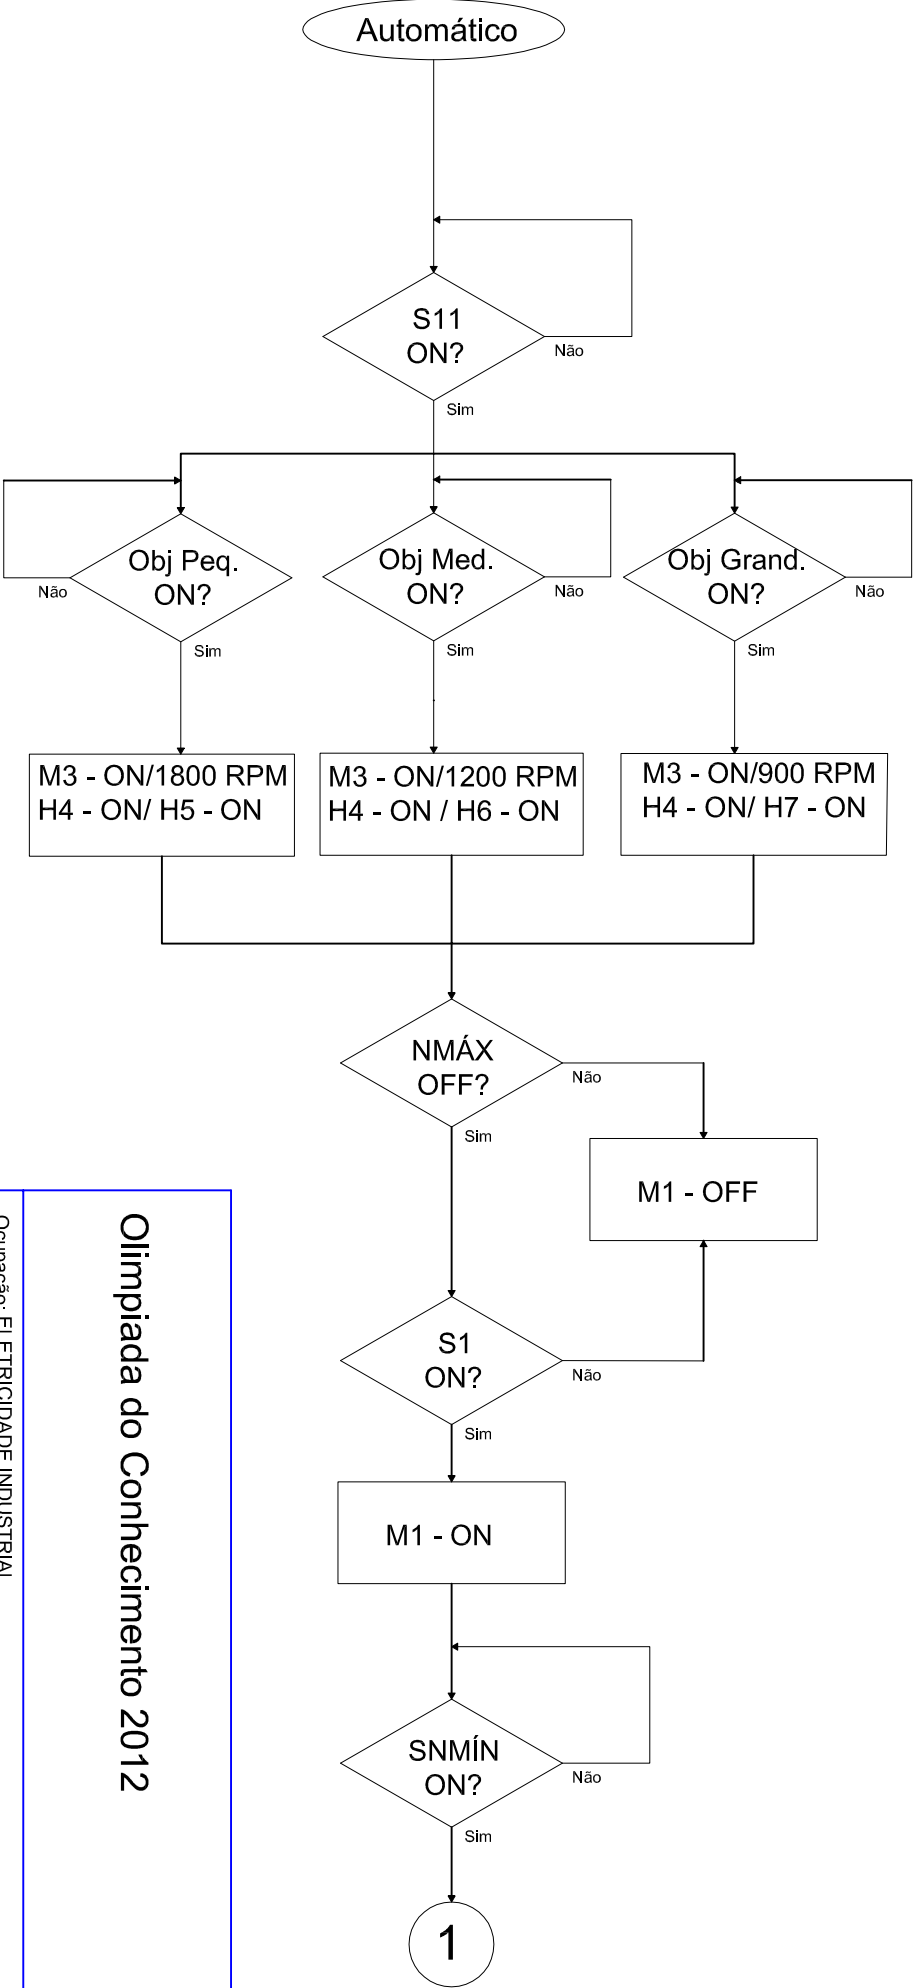 Automático
S11
ON?
Não
Sim
Obj Peq.
ON?
Não
Sim
Obj Med.
ON?
Não
Sim
Obj Grand.
ON?
Não
Sim
M3 - ON/1800 RPM
H4 - ON/ H5 - ON
M3 - ON/1200 RPM
H4 - ON / H6 - ON
M3 - ON/900 RPM
H4 - ON/ H7 - ON
NMÁX
OFF?
Não
Sim
M1 - OFF
S1
ON?
Não
Sim
M1 - ON
SNMÍN
ON?
Não
Sim
1
Olimpiada do Conhecimento 2012
Ocupação: ELETRICIDADE INDUSTRIAL